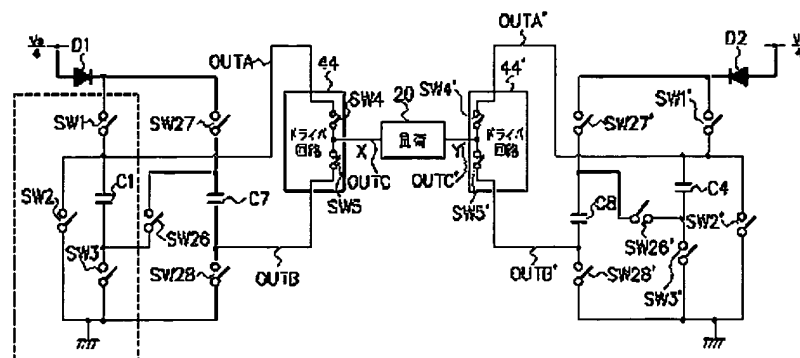 OUTA'
Vs/4
D1
D2
Vs/4
OUTA
44
44'
SW4
SW4'
20
SW1
SW27
SW27'
SW1'
ドライバ
回路
負荷
ドライバ
回路
X
Y
OUTC
OUTC'
SW5
SW5'
SW2
C1
C7
C8
C4
SW26
SW26'
SW2'
SW3
SW28
OUTB
OUTB'
SW28'
SW3'